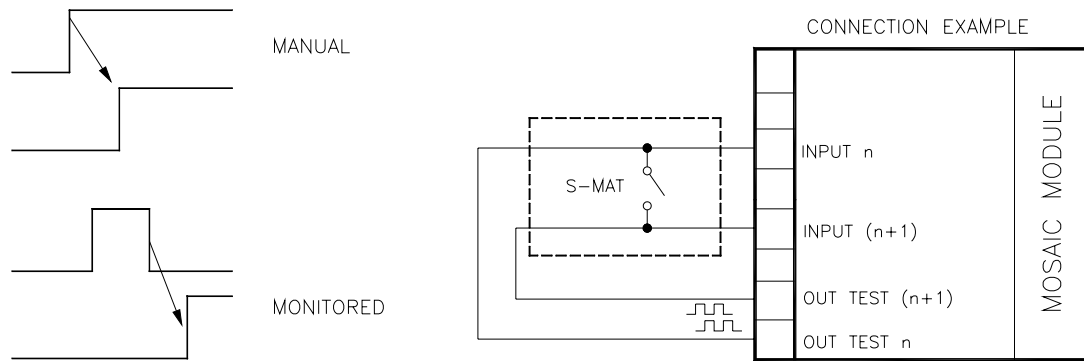 MANUAL
MONITORED
CONNECTION EXAMPLE
S-MAT
INPUT n
INPUT (n+1)
OUT TEST (n+1)
OUT TEST n
MOSAIC MODULE